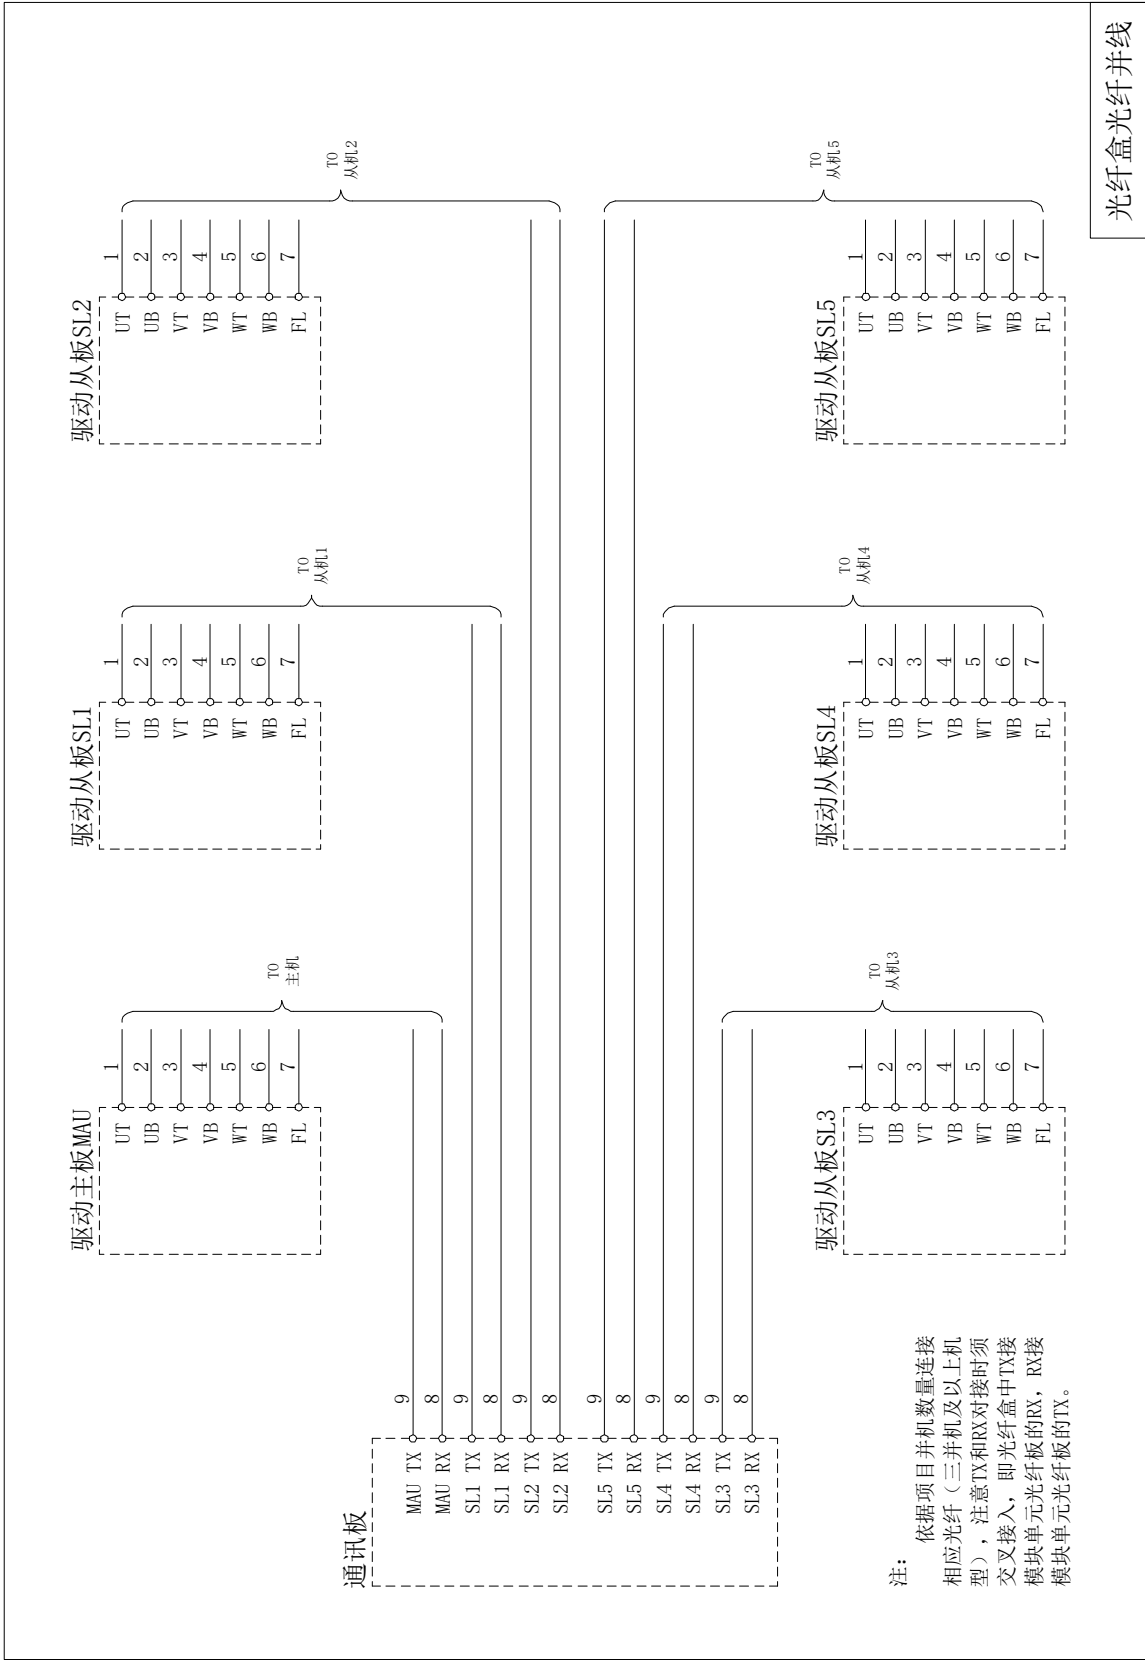 驱动主板MAU
UT 1
UB 2
VT 3
VB 4
WT 5
WB 6
FL 7
TO
主机
驱动从板SL1
UT 1
UB 2
VT 3
VB 4
WT 5
WB 6
FL 7
TO
从机1
驱动从板SL2
UT 1
UB 2
VT 3
VB 4
WT 5
WB 6
FL 7
TO
从机2
通讯板
MAU TX 9
MAU RX 8
SL1 TX 9
SL1 RX 8
SL2 TX 9
SL2 RX 8
SL5 TX 9
SL5 RX 8
SL4 TX 9
SL4 RX 8
SL3 TX 9
SL3 RX 8
驱动从板SL3
UT 1
UB 2
VT 3
VB 4
WT 5
WB 6
FL 7
TO
从机3
驱动从板SL4
UT 1
UB 2
VT 3
VB 4
WT 5
WB 6
FL 7
TO
从机4
驱动从板SL5
UT 1
UB 2
VT 3
VB 4
WT 5
WB 6
FL 7
TO
从机5
注：
依据项目并机数量连接
相应光纤（三并机及以上机
型），注意TX和RX对接时须
交叉接入，即光纤盒中TX接
模块单元光纤板的RX，RX接
模块单元光纤板的TX。
光纤盒光纤并线